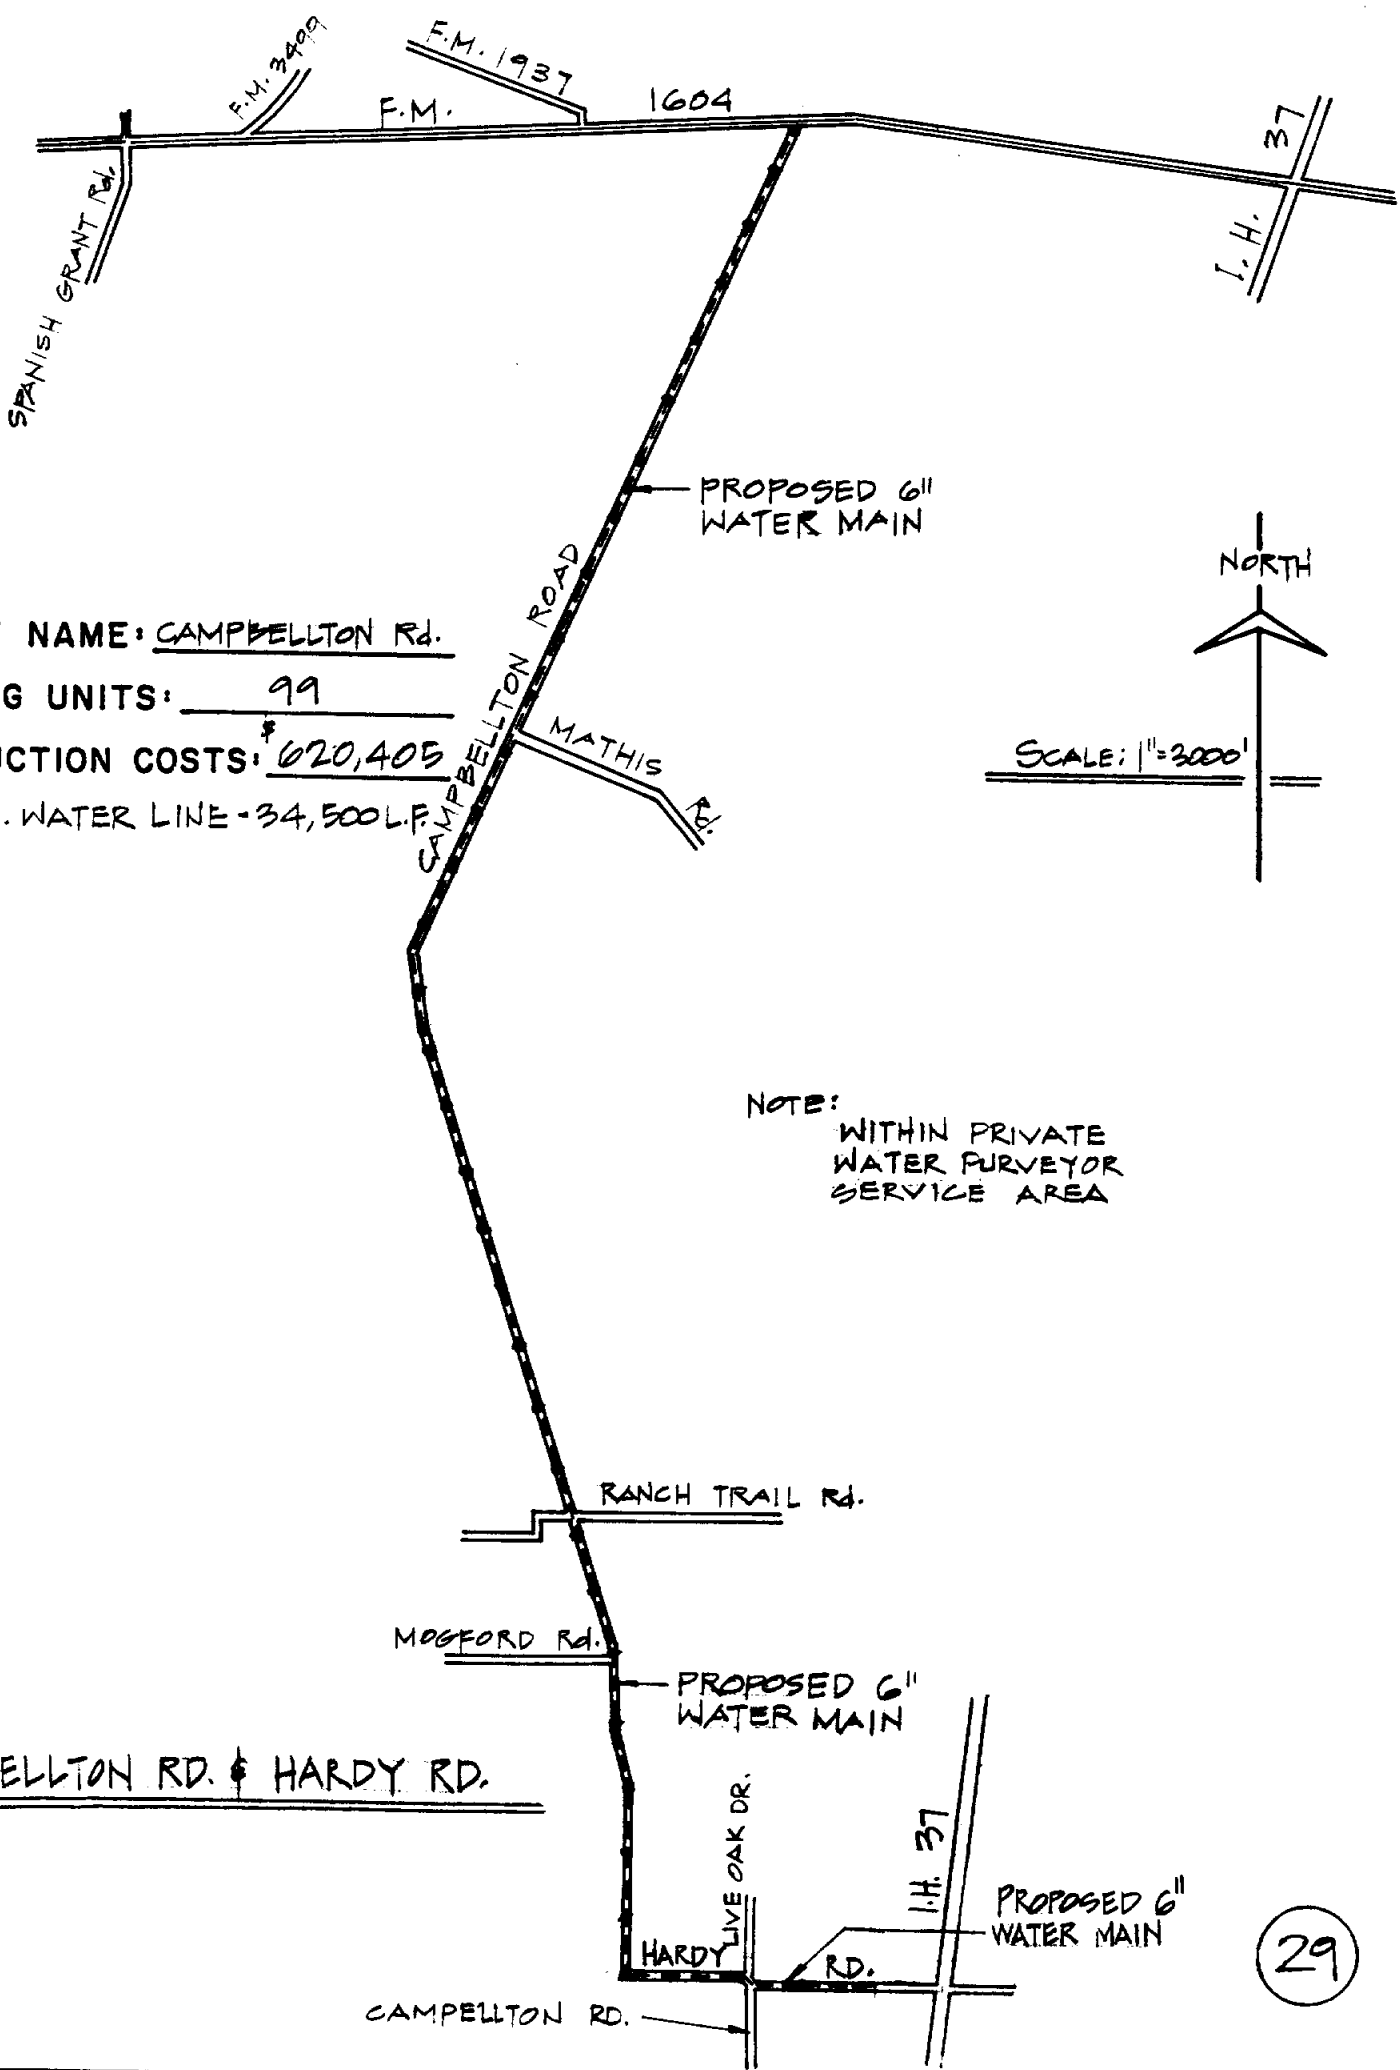 F.M. 3499
F.M. 1937
F.M. 1604
I. H. 37
SPANISH GRANT Rd.
PROPOSED 6"
WATER MAIN
NORTH
NAME: CAMPBELLTON Rd.
G UNITS: 99
UCTION COSTS: $620,405
. WATER LINE - 34,500 L.F.
CAMPBELLTON ROAD
MATHIS Rd.
SCALE: 1"=3000'
NOTE:
WITHIN PRIVATE
WATER PURVEYOR
SERVICE AREA
RANCH TRAIL Rd.
MOGFORD Rd.
PROPOSED 6"
WATER MAIN
ELLTON RD. & HARDY RD.
LIVE OAK DR.
I.H. 37
PROPOSED 6"
WATER MAIN
HARDY RD.
CAMPELLTON RD.
29